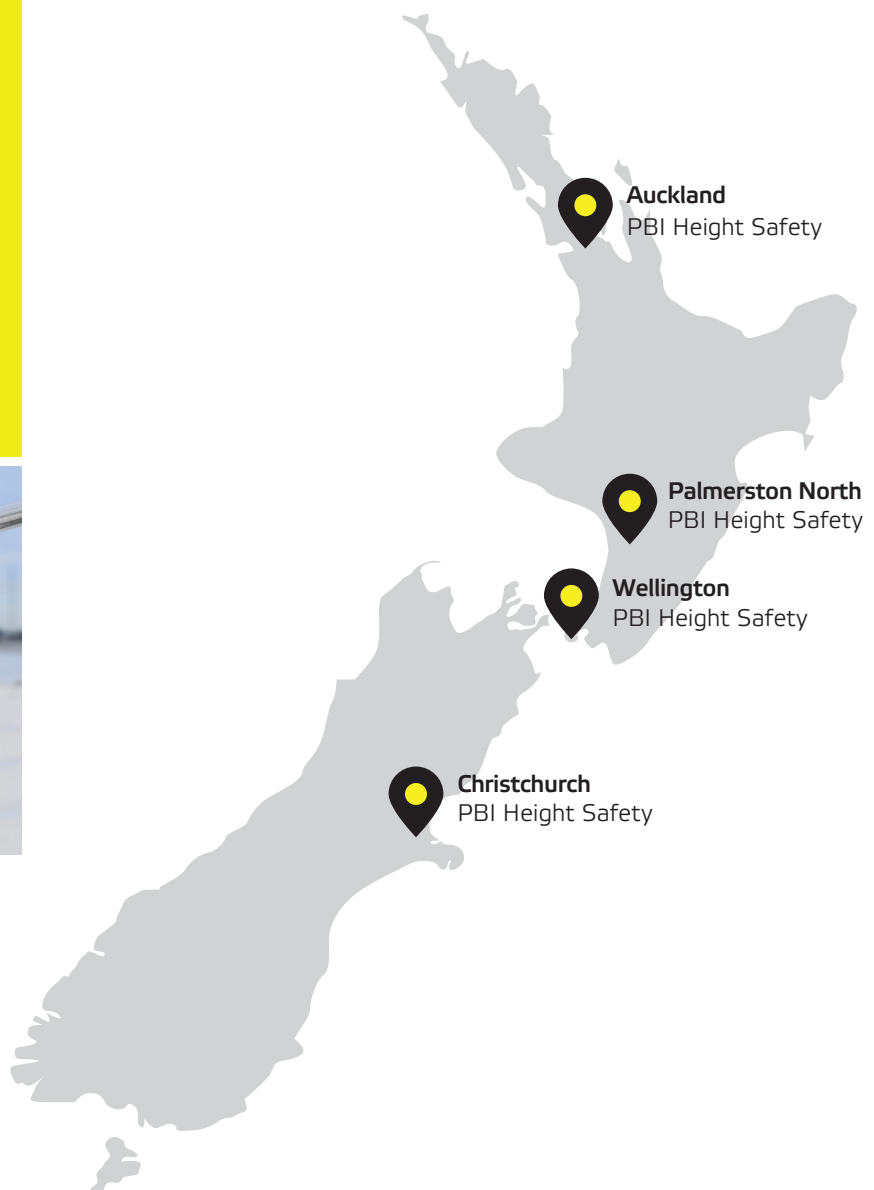 Auckland
PBI Height Safety
Palmerston North
PBI Height Safety
Wellington
PBI Height Safety
Christchurch
PBI Height Safety